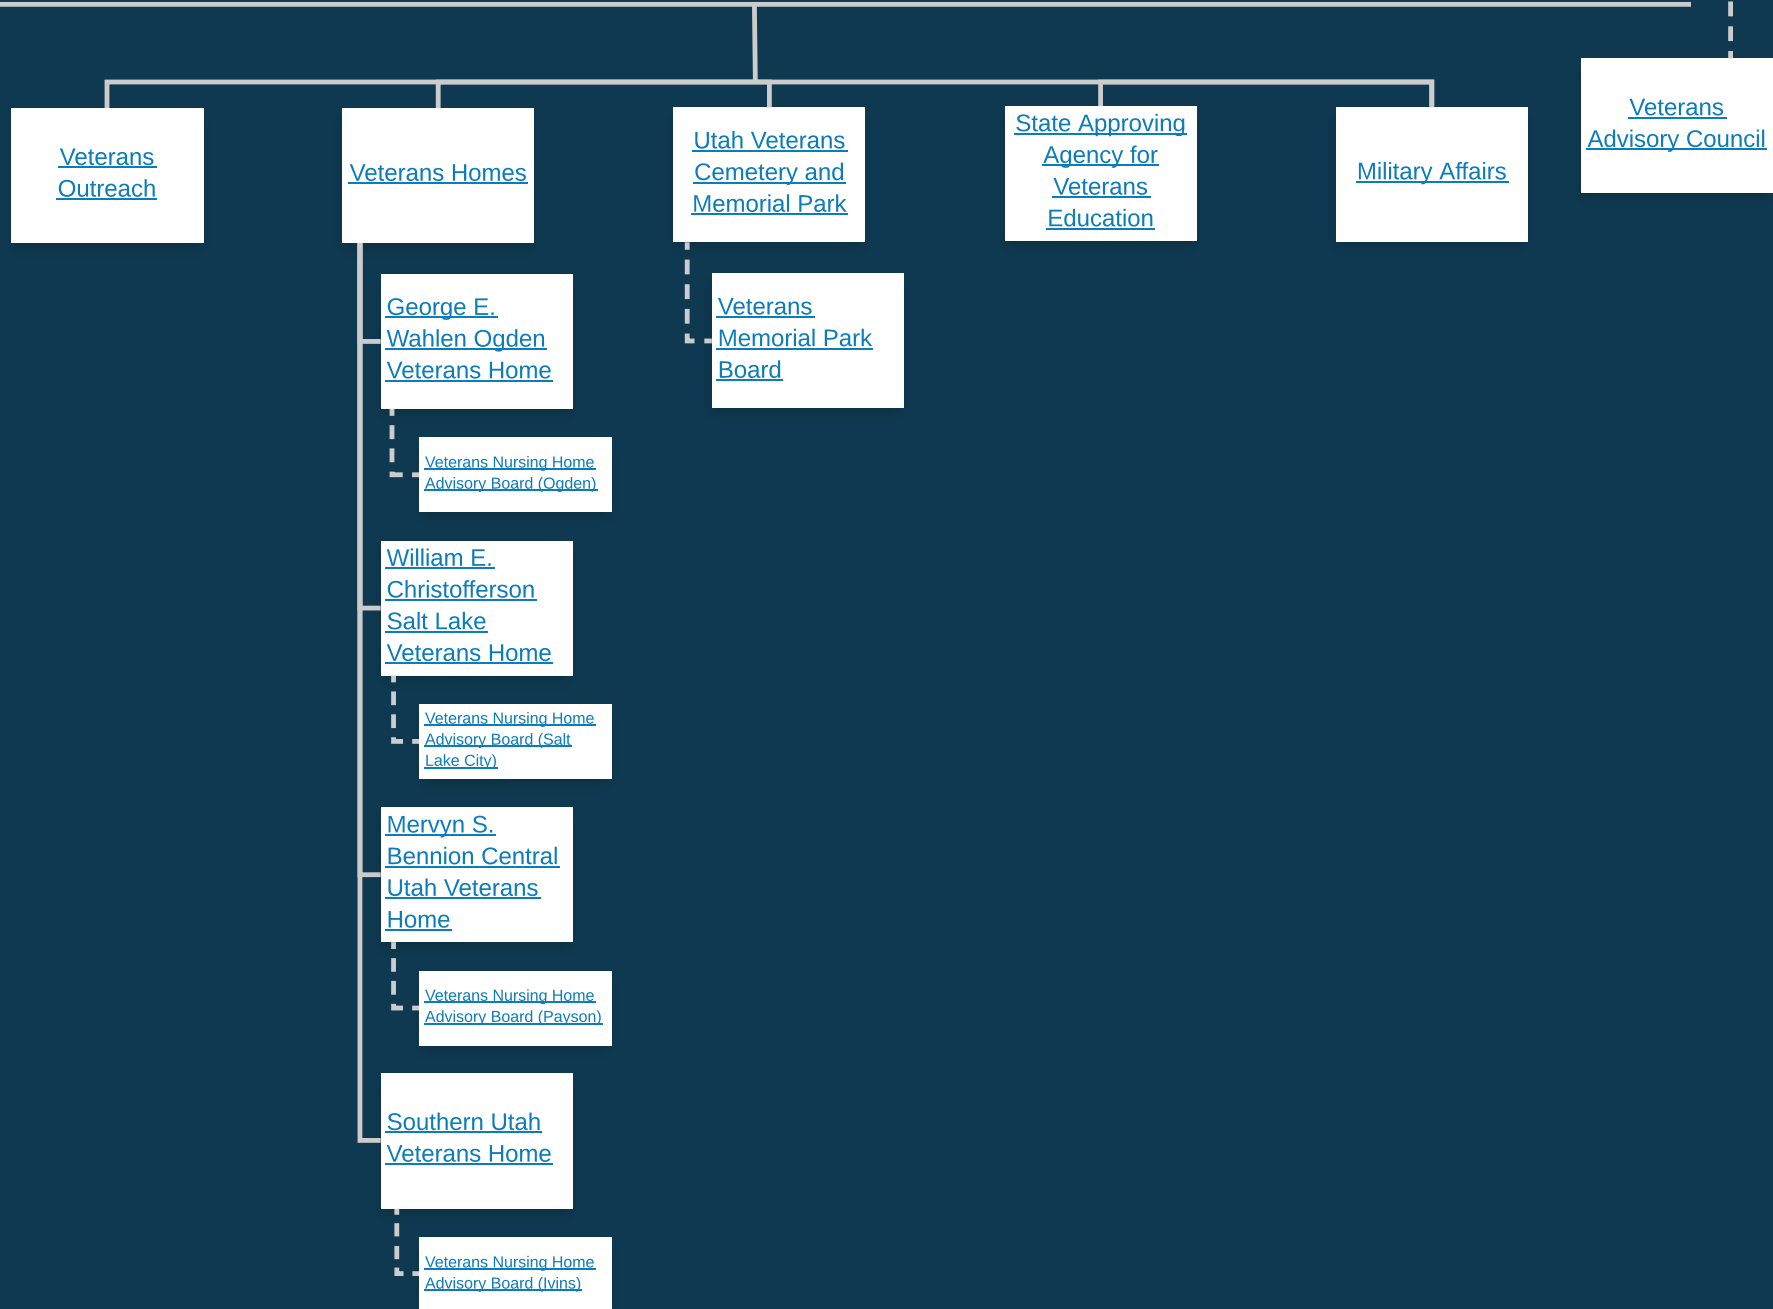 Veterans
Outreach
Veterans Homes
Utah Veterans
Cemetery and
Memorial Park
State Approving
Agency for
Veterans
Education
Military Affairs
Veterans
Advisory Council
George E.
Wahlen Ogden
Veterans Home
Veterans Nursing Home
Advisory Board (Ogden)
William E.
Christofferson
Salt Lake
Veterans Home
Veterans Nursing Home
Advisory Board (Salt
Lake City)
Mervyn S.
Bennion Central
Utah Veterans
Home
Veterans Nursing Home
Advisory Board (Payson)
Southern Utah
Veterans Home
Veterans Nursing Home
Advisory Board (Ivins)
Veterans
Memorial Park
Board